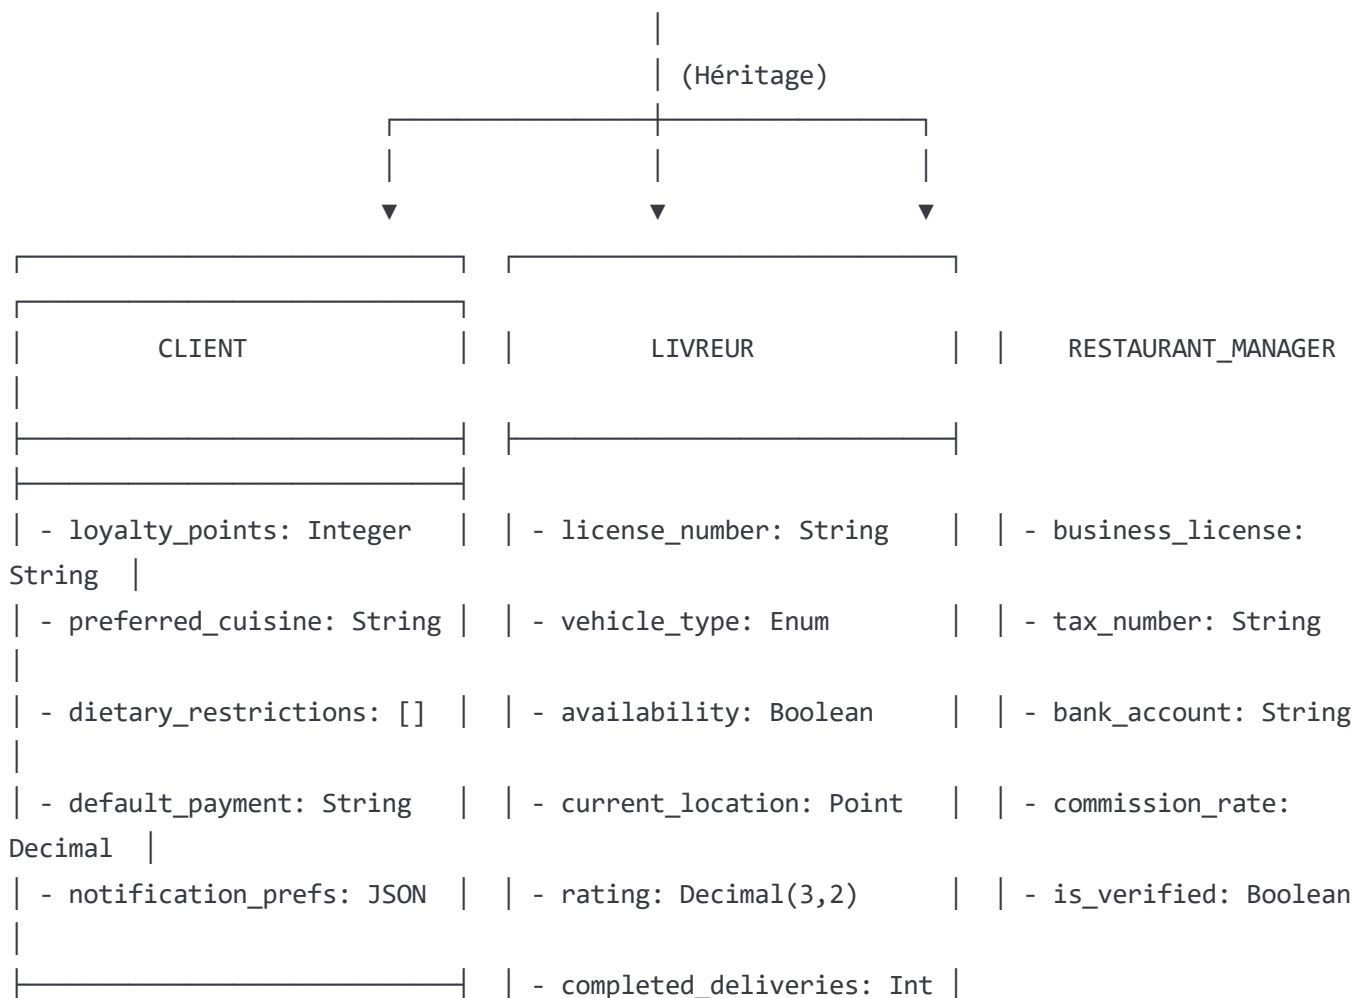 (Héritage)
CLIENT LIVREUR RESTAURANT_MANAGER
- loyalty_points: Integer - license_number: String - business_license:
String
- preferred_cuisine: String - vehicle_type: Enum - tax_number: String
- dietary_restrictions: [] - availability: Boolean - bank_account: String
- default_payment: String - current_location: Point - commission_rate:
Decimal
- notification_prefs: JSON - rating: Decimal(3,2) - is_verified: Boolean
- completed_deliveries: Int